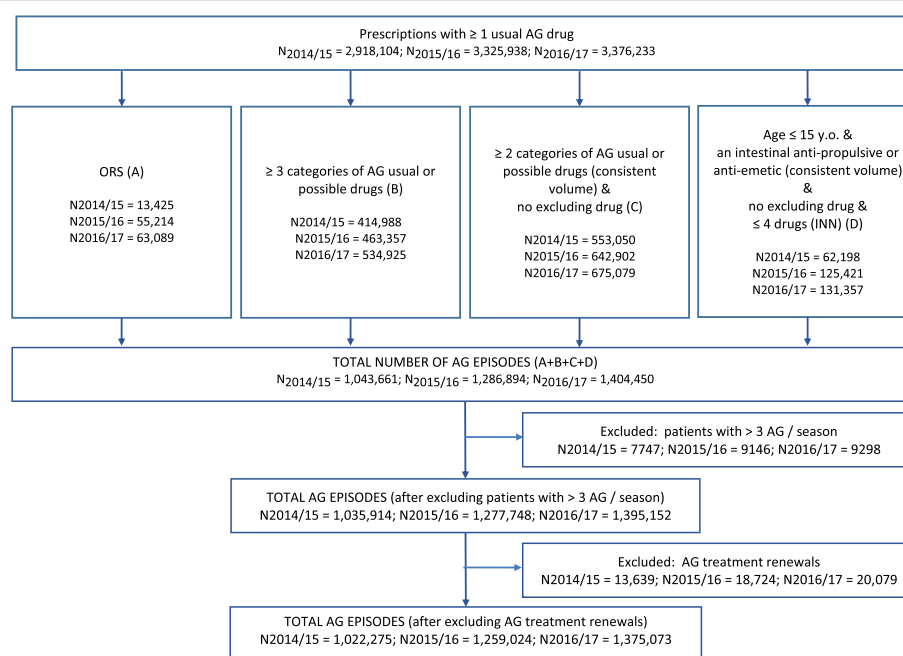 Prescriptions with ≥ 1 usual AG drug
N2014/15 = 2,918,104; N2015/16 = 3,325,938; N2016/17 = 3,376,233
ORS (A)
N2014/15 = 13,425
N2015/16 = 55,214
N2016/17 = 63,089
≥ 3 categories of AG usual or
possible drugs (B)
N2014/15 = 414,988
N2015/16 = 463,357
N2016/17 = 534,925
≥ 2 categories of AG usual or
possible drugs (consistent
volume) &
no excluding drug (C)
N2014/15 = 553,050
N2015/16 = 642,902
N2016/17 = 675,079
Age ≤ 15 y.o. &
an intestinal anti-propulsive or
anti-emetic (consistent volume)
&
no excluding drug &
≤ 4 drugs (INN) (D)
N2014/15 = 62,198
N2015/16 = 125,421
N2016/17 = 131,357
TOTAL NUMBER OF AG EPISODES (A+B+C+D)
N2014/15 = 1,043,661; N2015/16 = 1,286,894; N2016/17 = 1,404,450
Excluded: patients with > 3 AG / season
N2014/15 = 7747; N2015/16 = 9146; N2016/17 = 9298
TOTAL AG EPISODES (after excluding patients with > 3 AG / season)
N2014/15 = 1,035,914; N2015/16 = 1,277,748; N2016/17 = 1,395,152
Excluded: AG treatment renewals
N2014/15 = 13,639; N2015/16 = 18,724; N2016/17 = 20,079
TOTAL AG EPISODES (after excluding AG treatment renewals)
N2014/15 = 1,022,275; N2015/16 = 1,259,024; N2016/17 = 1,375,073